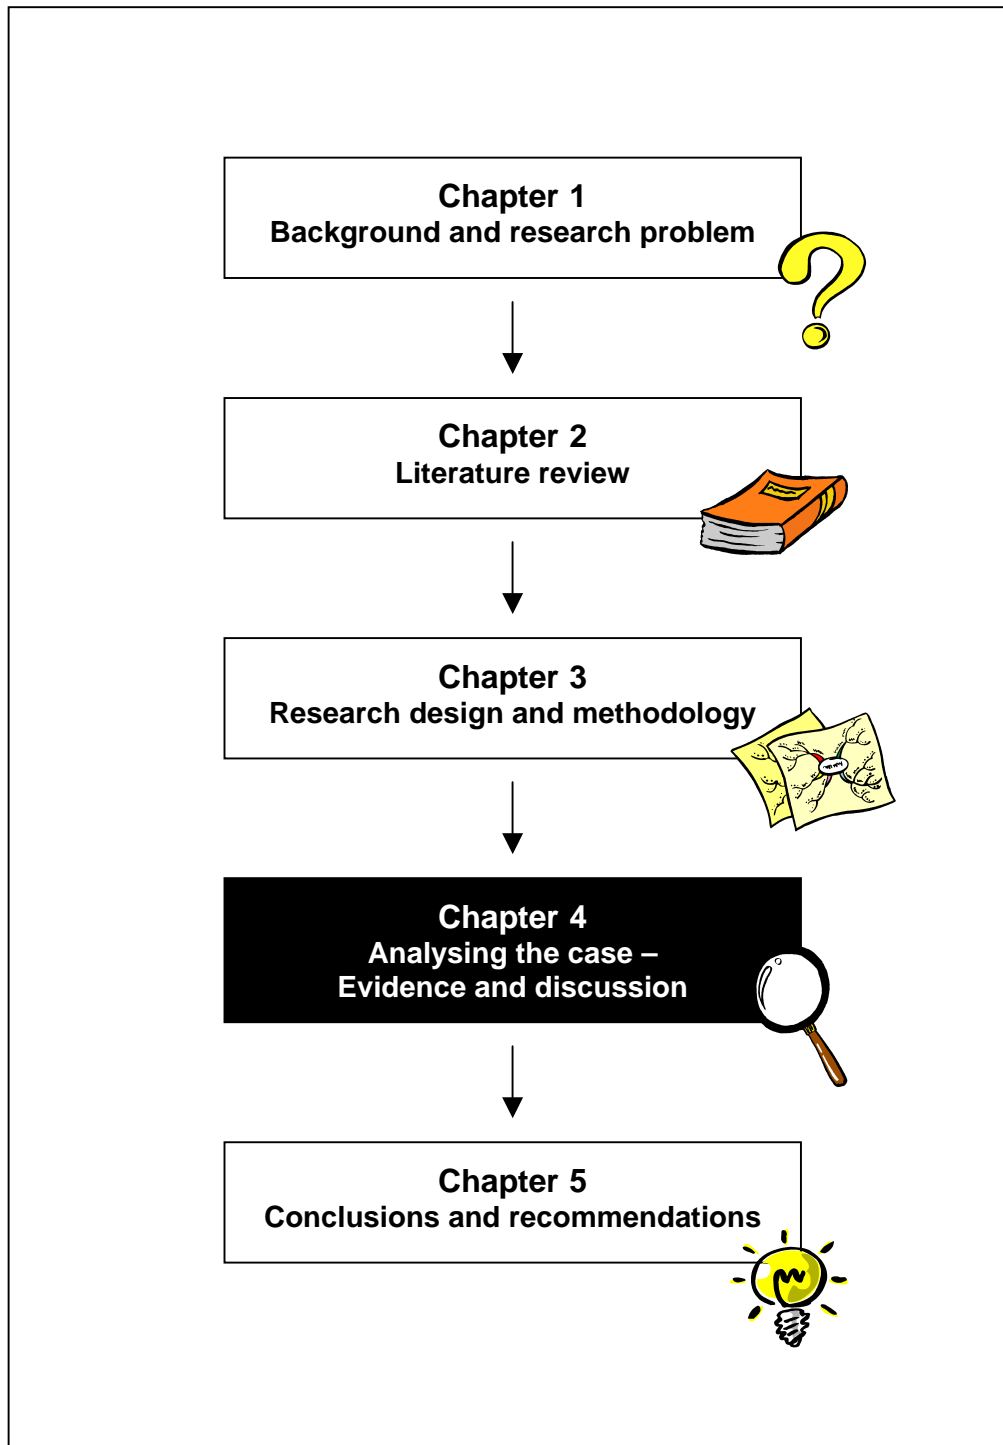 Chapter 1
Background and research problem
Chapter 2
Literature review
Chapter 3
Research design and methodology
Chapter 4
Analysing the case –
Evidence and discussion
Chapter 5
Conclusions and recommendations